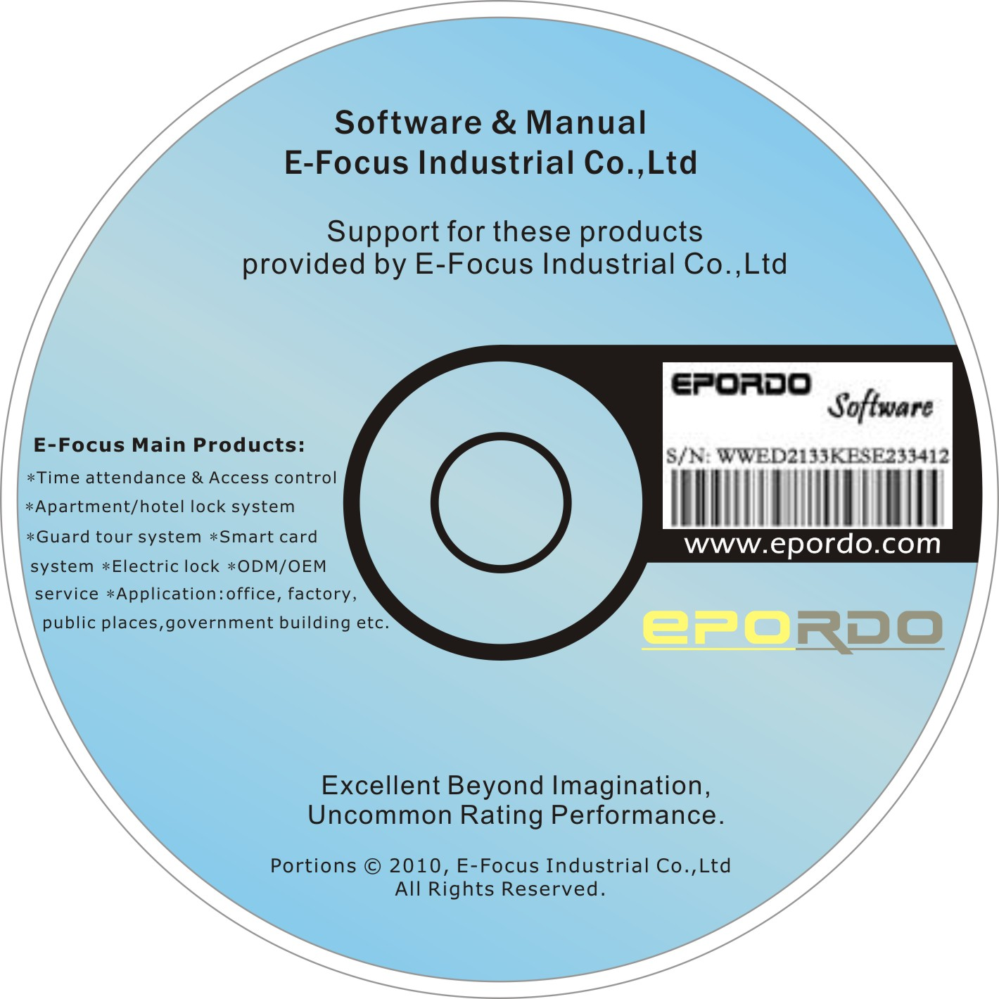 Software & Manual
E-Focus Industrial Co.,Ltd
Support for these products
provided by E-Focus Industrial Co.,Ltd
EPORDO
Software
S/N: WWED2133KESE233412
www.epordo.com
E-Focus Main Products:
*Time attendance & Access control
*Apartment/hotel lock system
*Guard tour system *Smart card
system *Electric lock *ODM/OEM
service *Application:office, factory,
public places,government building etc.
ePORDO
Excellent Beyond Imagination,
Uncommon Rating Performance.
Portions © 2010, E-Focus Industrial Co.,Ltd
All Rights Reserved.